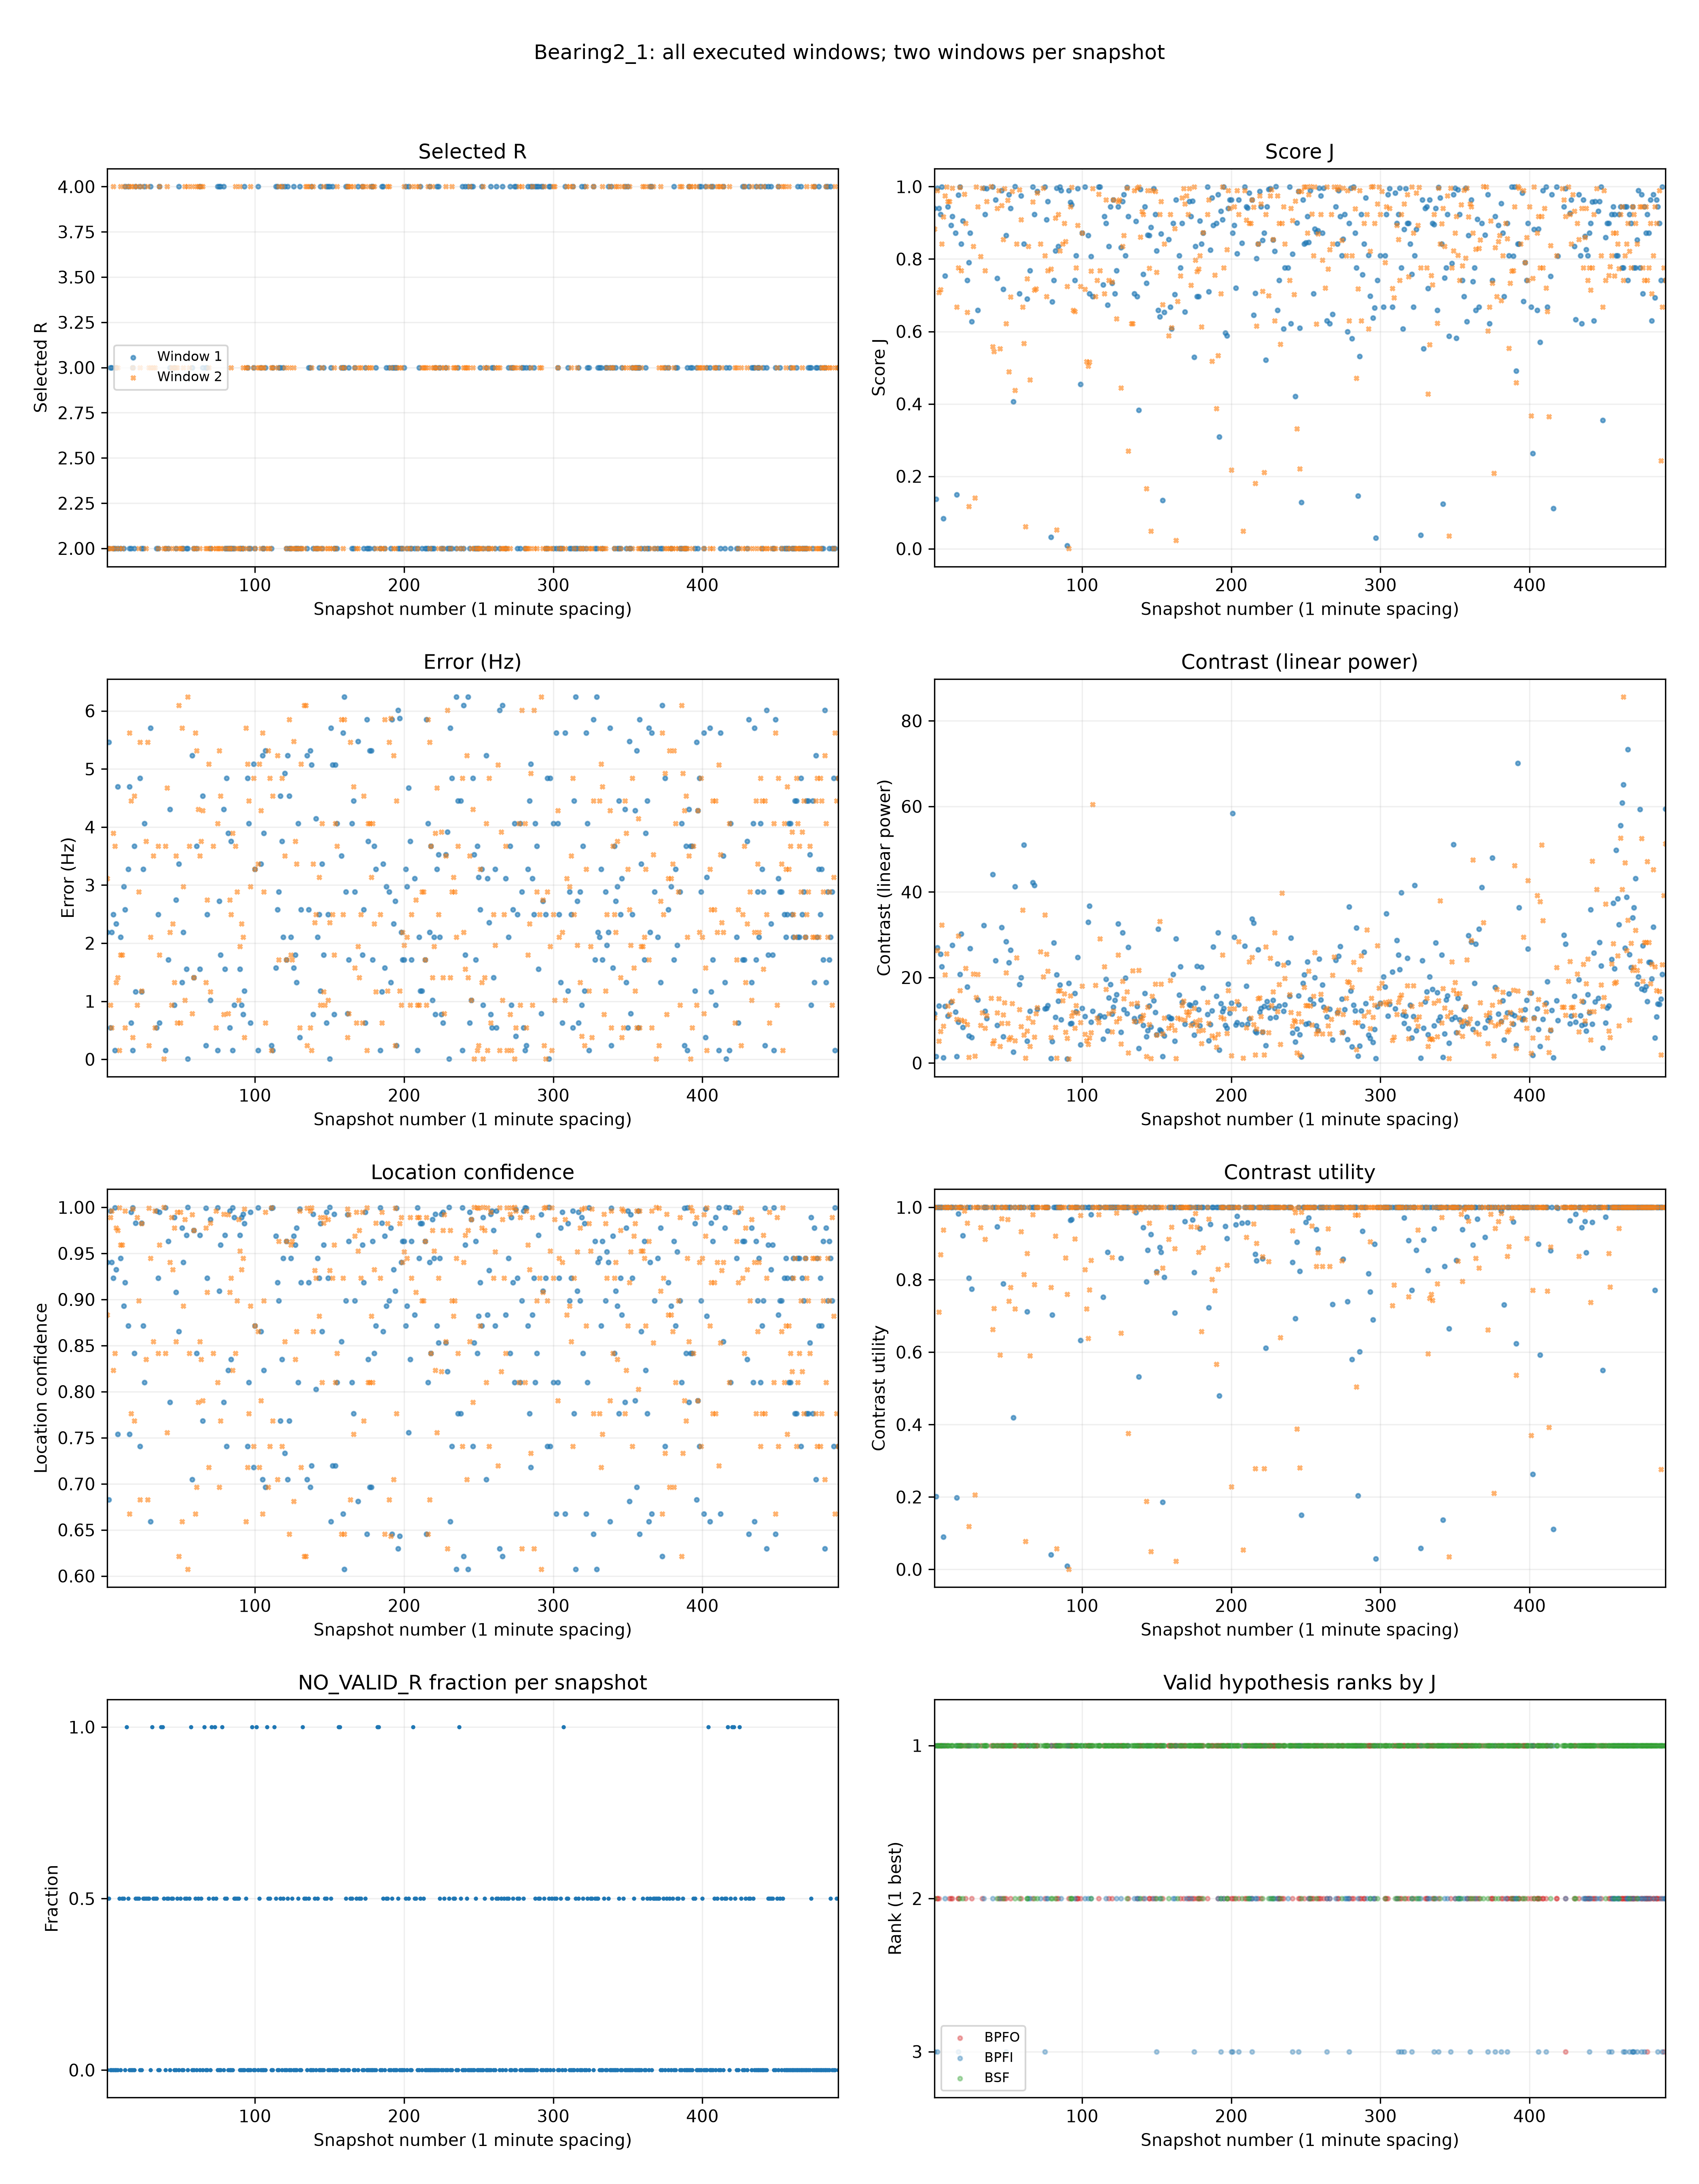 Bearing2_1: all executed windows; two windows per snapshot
Selected R
4.00
3.75
3.50
3.25
3.00
2.75
2.50
2.25
2.00
Selected R
Window 1
Window 2
100
200
300
400
Snapshot number (1 minute spacing)
Score J
1.0
0.8
0.6
0.4
0.2
0.0
Score J
100
200
300
400
Snapshot number (1 minute spacing)
Error (Hz)
6
5
4
3
2
1
0
Error (Hz)
100
200
300
400
Snapshot number (1 minute spacing)
Contrast (linear power)
80
60
40
20
0
Contrast (linear power)
100
200
300
400
Snapshot number (1 minute spacing)
Location confidence
1.00
0.95
0.90
0.85
0.80
0.75
0.70
0.65
0.60
Location confidence
100
200
300
400
Snapshot number (1 minute spacing)
Contrast utility
1.0
0.8
0.6
0.4
0.2
0.0
Contrast utility
100
200
300
400
Snapshot number (1 minute spacing)
NO_VALID_R fraction per snapshot
1.0
0.5
0.0
Fraction
100
200
300
400
Snapshot number (1 minute spacing)
Valid hypothesis ranks by J
1
2
3
Rank (1 best)
BPFO
BPFI
BSF
100
200
300
400
Snapshot number (1 minute spacing)